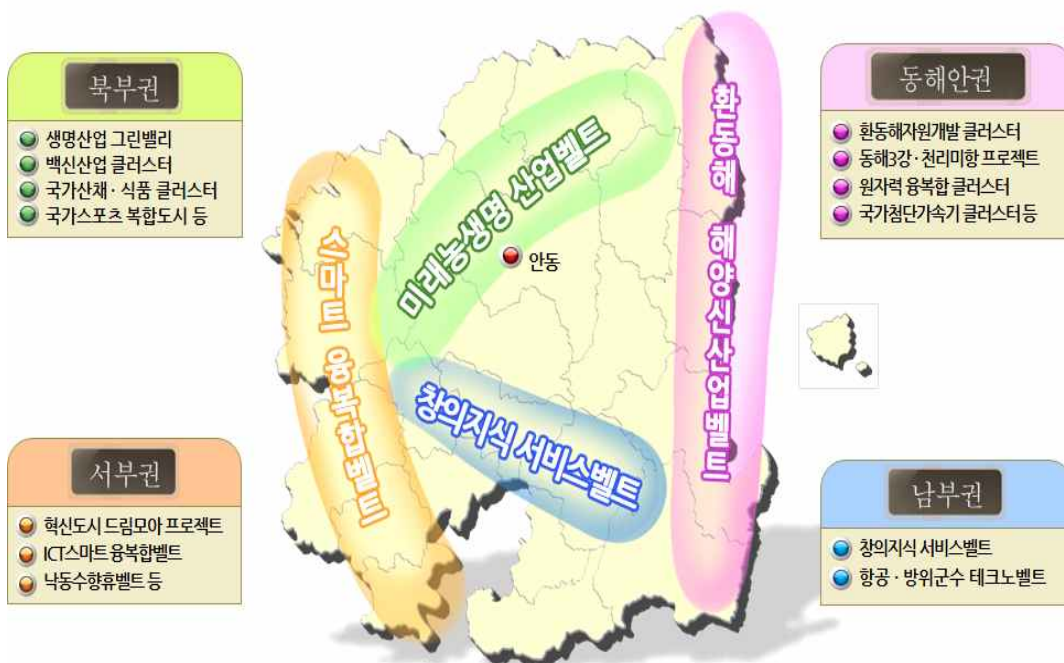 북부권
생명산업 그린밸리
백신산업 클러스터
국가산채·식품 클러스터
국가스포츠 복합도시 등
동해안권
환동해자원개발 클러스터
동해3강·천리미항 프로젝트
원자력 융복합 클러스터
국가첨단가속기 클러스터 등
환동해 해양신산업벨트
미래농생명 산업벨트
안동
스마트 융복합벨트
창의지식 서비스벨트
서부권
혁신도시 드림모아 프로젝트
ICT스마트 융복합벨트
낙동수향휴벨트 등
남부권
창의지식 서비스벨트
항공·방위군수 테크노벨트